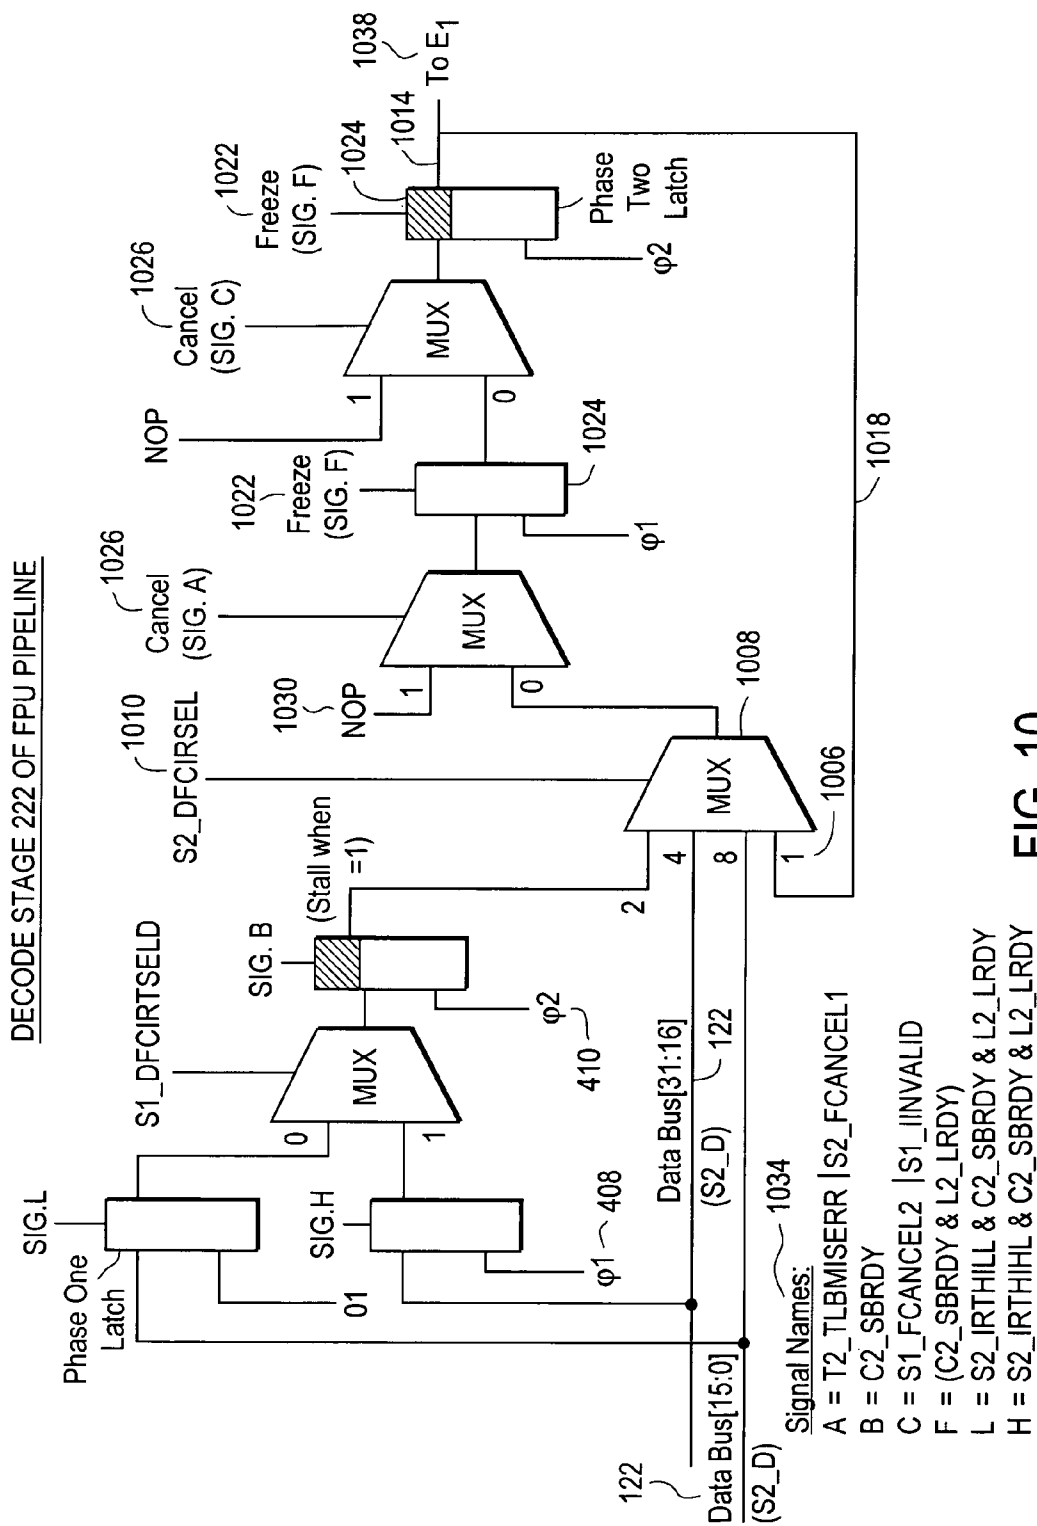 DECODE STAGE 222 OF FPU PIPELINE
SIG.L
Phase One
Latch
01
SIG.H
φ1
408
S1_DFCIRTSELD
0
1
MUX
SIG. B
(Stall when
=1)
φ2
410
S2_DFCIRSEL
1010
2
4
8
1
MUX
1008
1006
1030
NOP
1
0
Cancel
(SIG. A)
1026
MUX
1022
Freeze
(SIG. F)
φ1
1024
NOP
1
0
Cancel
(SIG. C)
1026
MUX
Freeze
(SIG. F)
1022
1024
1014
φ2
Phase
Two
Latch
To E1
1038
1018
122
Data Bus[15:0]
(S2_D)
Data Bus[31:16]
(S2_D)
122
Signal Names:
1034
A = T2_TLBMISERR |S2_FCANCEL1
B = C2_SBRDY
C = S1_FCANCEL2 |S1_IINVALID
F = (C2_SBRDY & L2_LRDY)
L = S2_IRTHILL & C2_SBRDY & L2_LRDY
H = S2_IRTHIHL & C2_SBRDY & L2_LRDY
FIG. 10